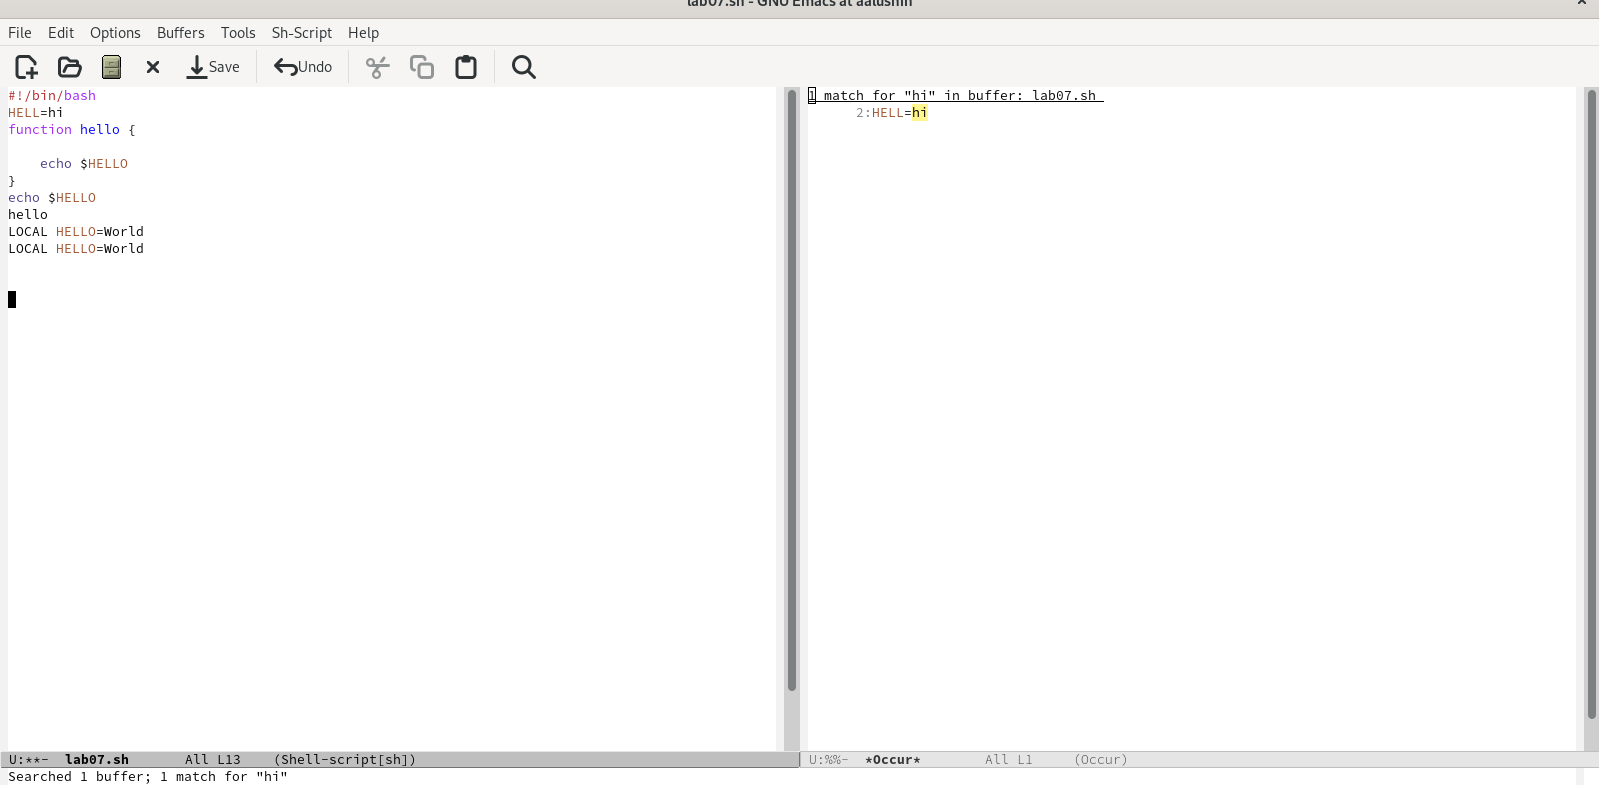 lab07.sh - GNU Emacs at aalushin
File Edit Options Buffers Tools Sh-Script Help
Save Undo
#!/bin/bash
HELL=hi
function hello {
    echo $HELLO
}
echo $HELLO
hello
LOCAL HELLO=World
LOCAL HELLO=World
U:**-  lab07.sh       All L13    (Shell-script[sh])
1 match for "hi" in buffer: lab07.sh
      2:HELL=hi
U:%%-  *Occur*        All L1     (Occur)
Searched 1 buffer; 1 match for "hi"